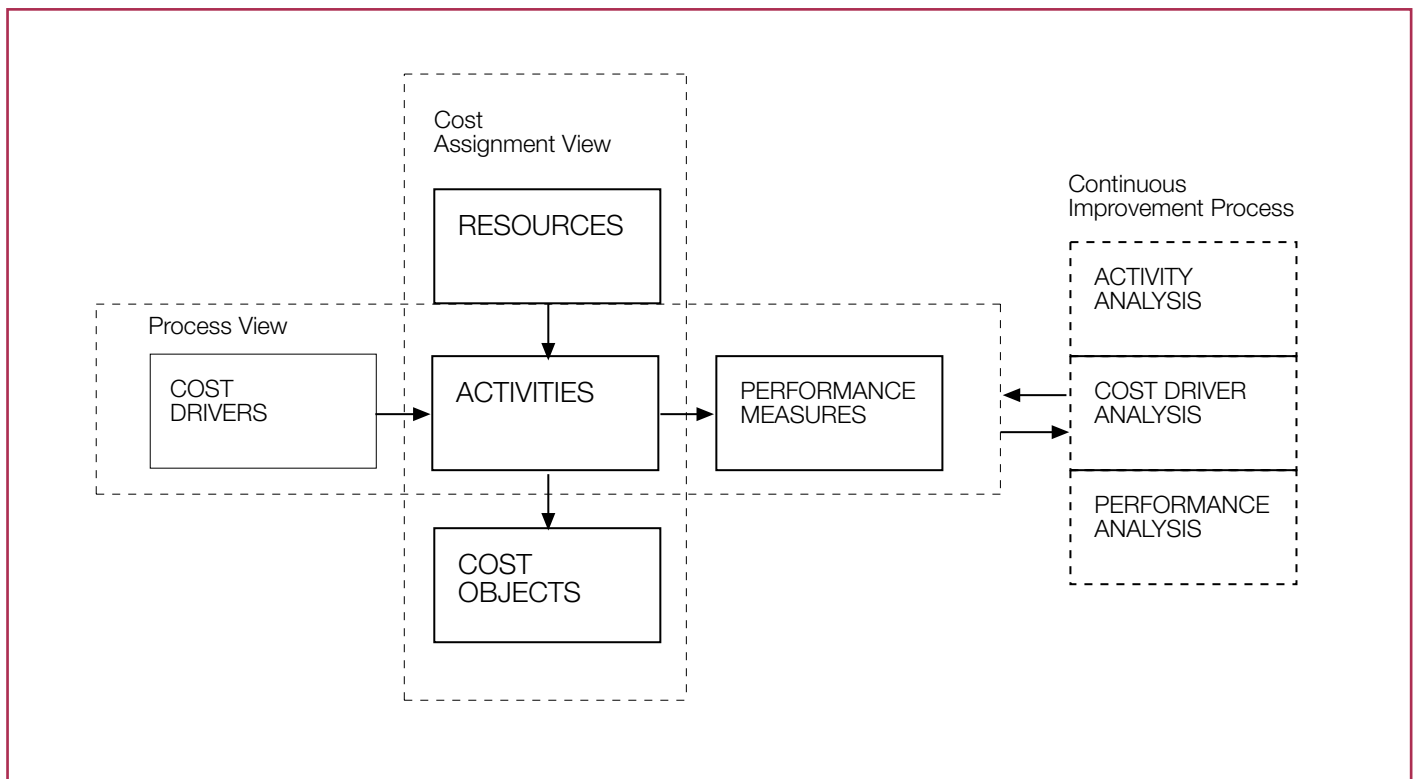 Cost
Assignment View
RESOURCES
Process View
COST
DRIVERS
ACTIVITIES
PERFORMANCE
MEASURES
COST
OBJECTS
Continuous
Improvement Process
ACTIVITY
ANALYSIS
COST DRIVER
ANALYSIS
PERFORMANCE
ANALYSIS